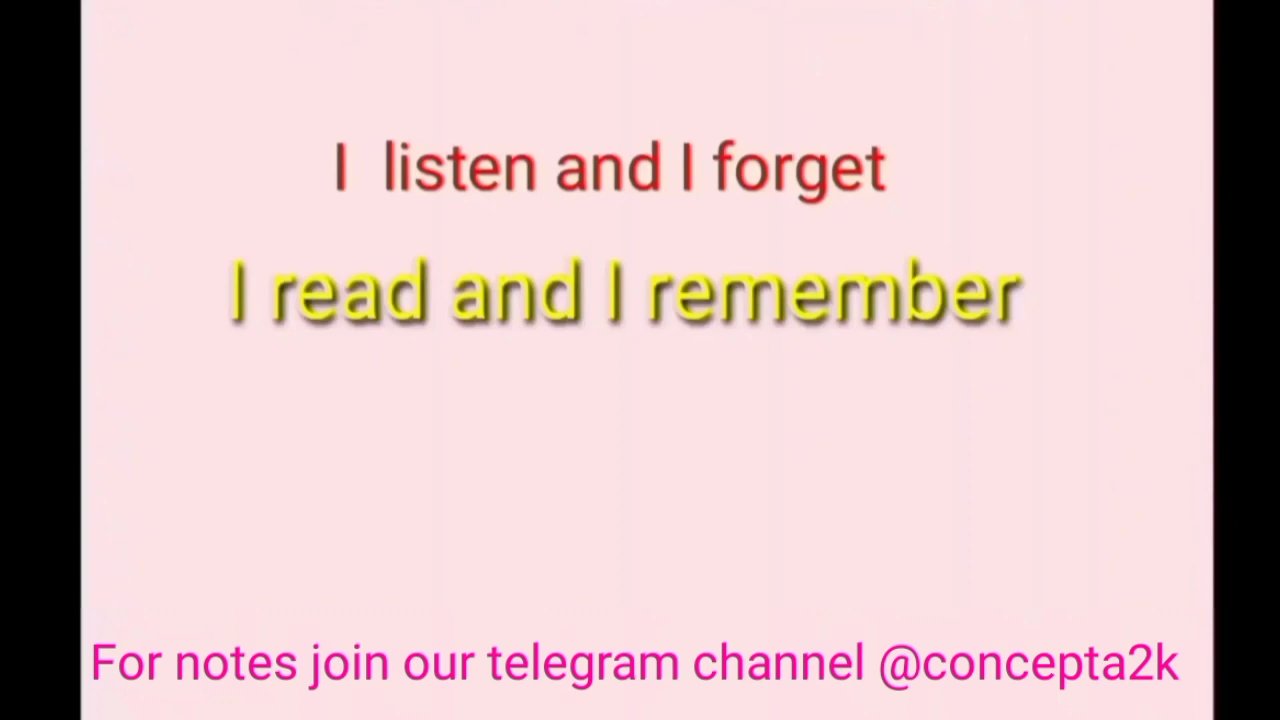 I listen and I forget
I read and I remember
For notes join our telegram channel @concepta2k